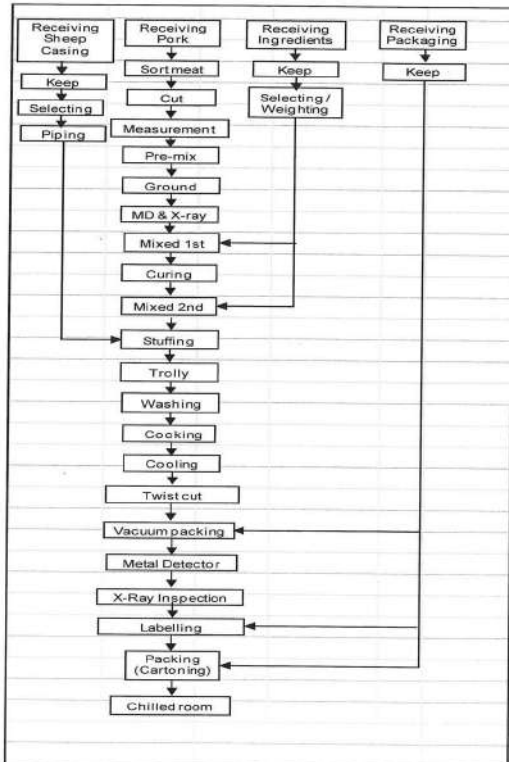 Receiving
Sheep
Casing
Keep
Selecting
Piping
Receiving
Pork
Sort meat
Cut
Measurement
Pre-mix
Ground
MD & X-ray
Mixed 1st
Curing
Mixed 2nd
Stuffing
Trolly
Washing
Cooking
Cooling
Twist cut
Vacuum packing
Metal Detector
X-Ray Inspection
Labelling
Packing
(Cartoning)
Chilled room
Receiving
Ingredients
Keep
Selecting /
Weighting
Receiving
Packaging
Keep